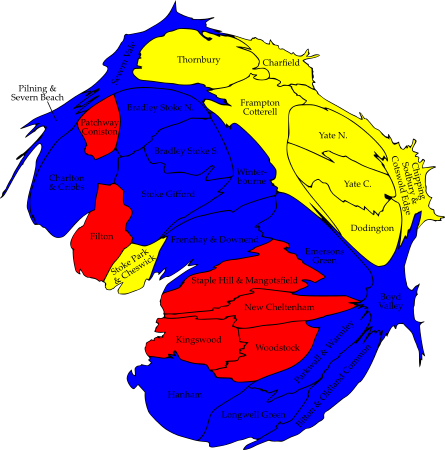 Severn Vale
Thornbury
Charfield
Pilning &
Severn Beach
Bradley Stoke N.
Frampton
Cotterell
Patchway
Coniston
Yate N.
Bradley Stoke S.
Winter-
bourne
Charlton
& Cribbs
Stoke Gifford
Yate C.
Chipping
Sodbury &
Cotswold Edge
Dodington
Filton
Frenchay & Downend
Stoke Park
& Cheswick
Emersons
Green
Staple Hill & Mangotsfield
Boyd
Valley
New Cheltenham
Kingswood
Woodstock
Parkwall & Warmley
Bitton & Oldland Common
Hanham
Longwell Green